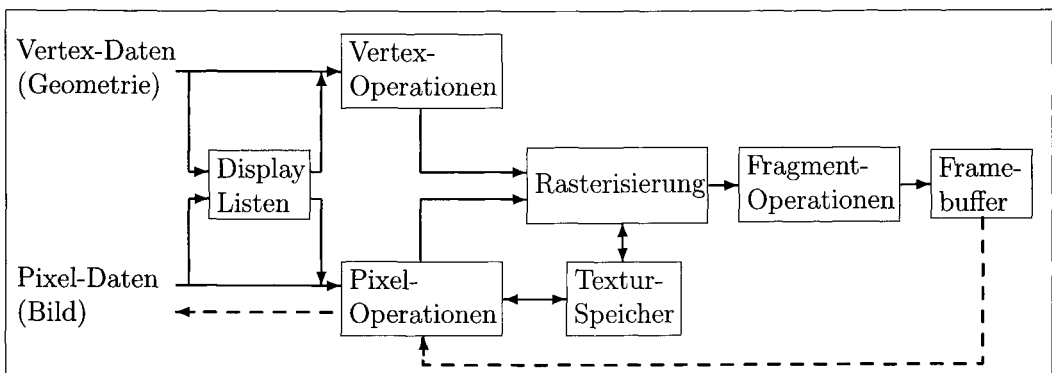 Vertex-Daten
(Geometrie)
Vertex-
Operationen
Display
Listen
Rasterisierung
Fragment-
Operationen
Frame-
buffer
Pixel-Daten
(Bild)
Pixel-
Operationen
Textur-
Speicher